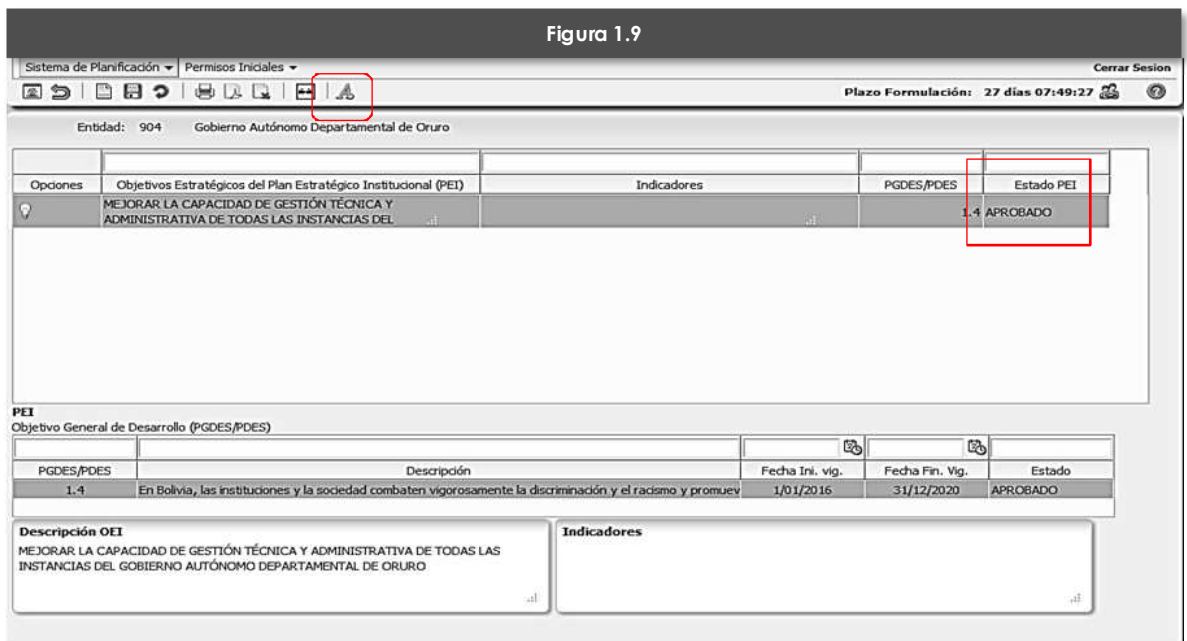 Figura 1.9
Sistema de Planificación Permisos Iniciales Cerrar Sesion
Plazo Formulación: 27 días 07:49:27
Entidad: 904 Gobierno Autónomo Departamental de Oruro
Opciones Objetivos Estratégicos del Plan Estratégico Institucional (PEI) Indicadores PGDES/PDES Estado PEI
MEJORAR LA CAPACIDAD DE GESTIÓN TÉCNICA Y
ADMINISTRATIVA DE TODAS LAS INSTANCIAS DEL
1.4 APROBADO
PEI
Objetivo General de Desarrollo (PGDES/PDES)
PGDES/PDES Descripción Fecha Ini. vig. Fecha Fin. Vig. Estado
1.4 En Bolivia, las instituciones y la sociedad combaten vigorosamente la discriminación y el racismo y promuev 1/01/2016 31/12/2020 APROBADO
Descripción OEI
MEJORAR LA CAPACIDAD DE GESTIÓN TÉCNICA Y ADMINISTRATIVA DE TODAS LAS
INSTANCIAS DEL GOBIERNO AUTÓNOMO DEPARTAMENTAL DE ORURO
Indicadores